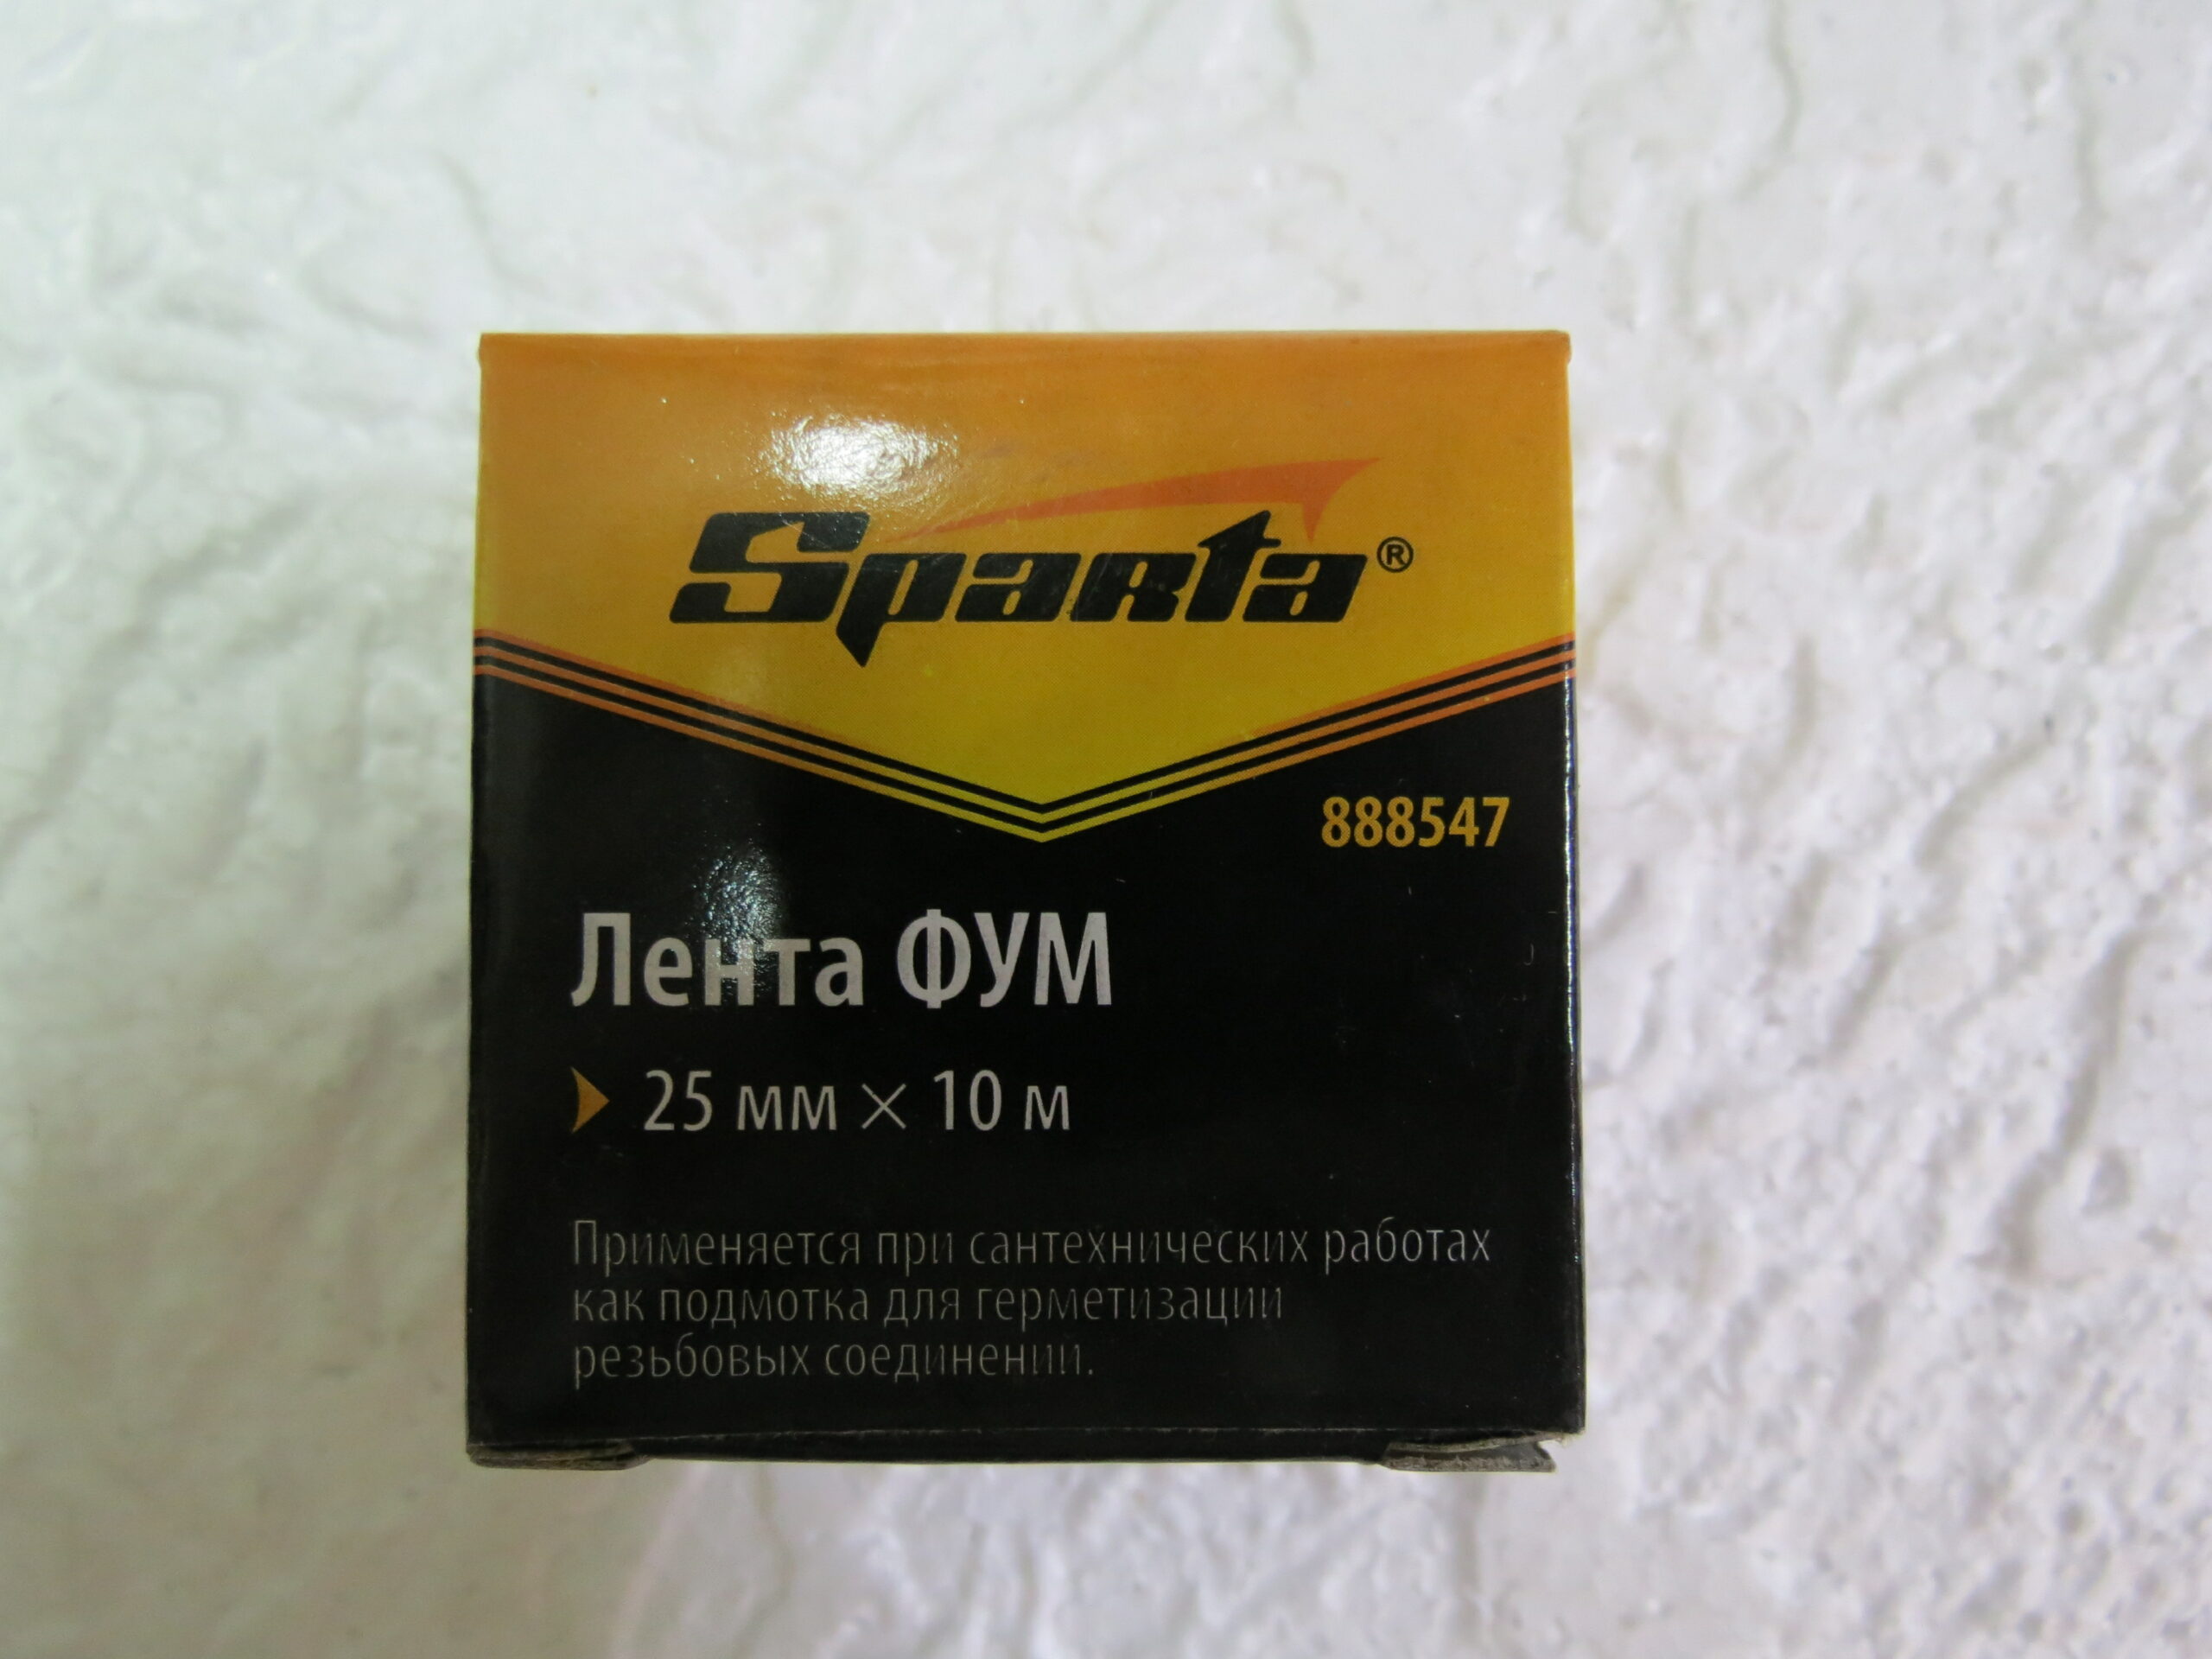 Sparta®
888547
Лента ФУМ
25 мм × 10 м
Применяется при сантехнических работах
как подмотка для герметизации
резьбовых соединений.